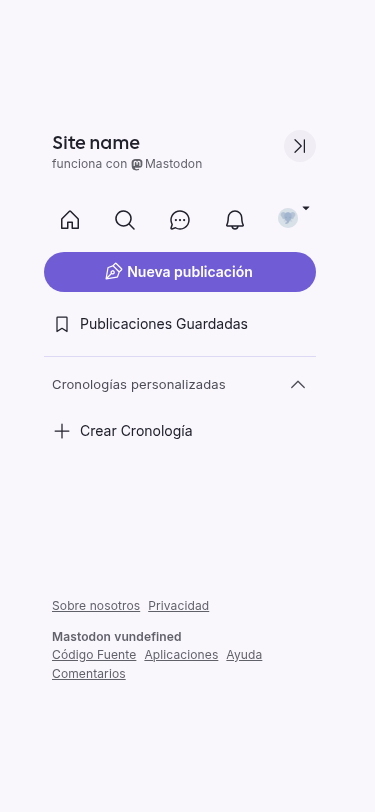 Site name
funciona con Mastodon
Nueva publicación
Publicaciones Guardadas
Cronologías personalizadas
Crear Cronología
Sobre nosotros Privacidad
Mastodon vundefined
Código Fuente Aplicaciones Ayuda
Comentarios